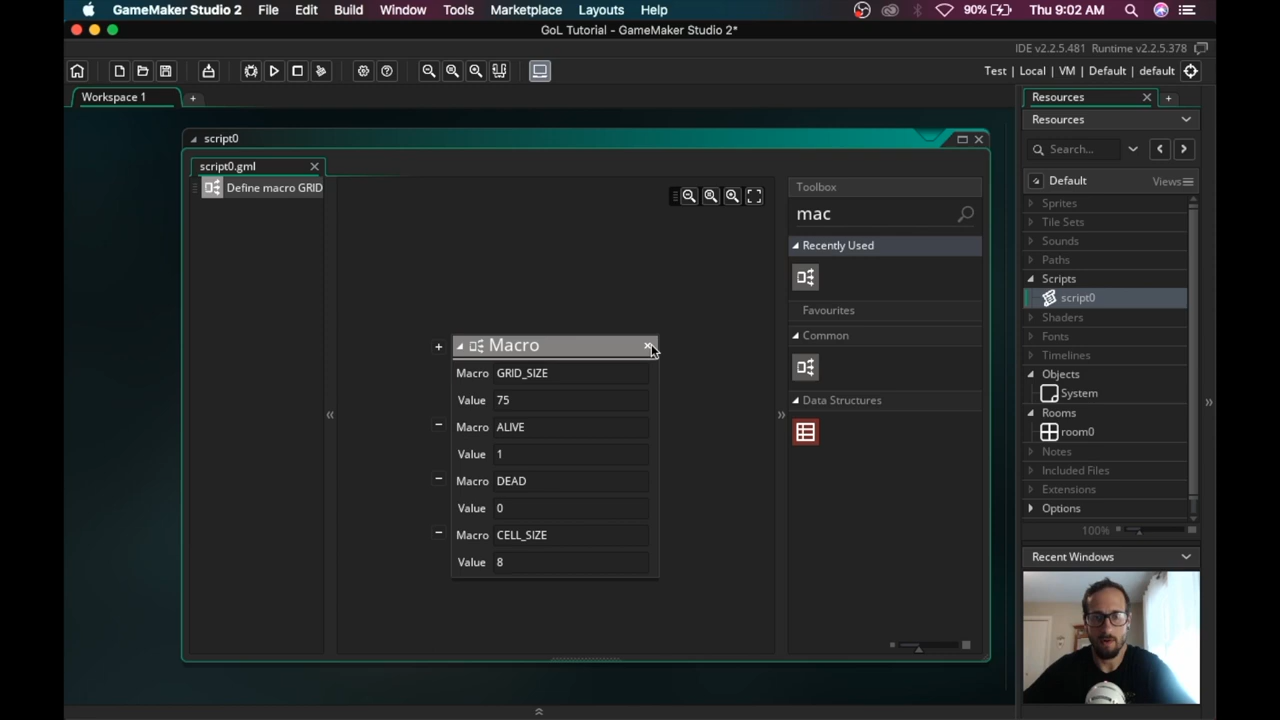 GameMaker Studio 2 File Edit Build Window Tools Marketplace Layouts Help 90% Thu 9:02 AM
GoL Tutorial - GameMaker Studio 2*
IDE v2.2.5.481 Runtime v2.2.5.378
Test | Local | VM | Default | default
Workspace 1
+
Resources
+
Resources
Search...
Default
Views
Sprites
Tile Sets
Sounds
Paths
Scripts
script0
Shaders
Fonts
Timelines
Objects
System
Rooms
room0
Notes
Included Files
Extensions
Options
100%
Recent Windows
script0
script0.gml
Define macro GRID
Macro
Macro GRID_SIZE
Value 75
Macro ALIVE
Value 1
Macro DEAD
Value 0
Macro CELL_SIZE
Value 8
Toolbox
mac
Recently Used
Favourites
Common
Data Structures